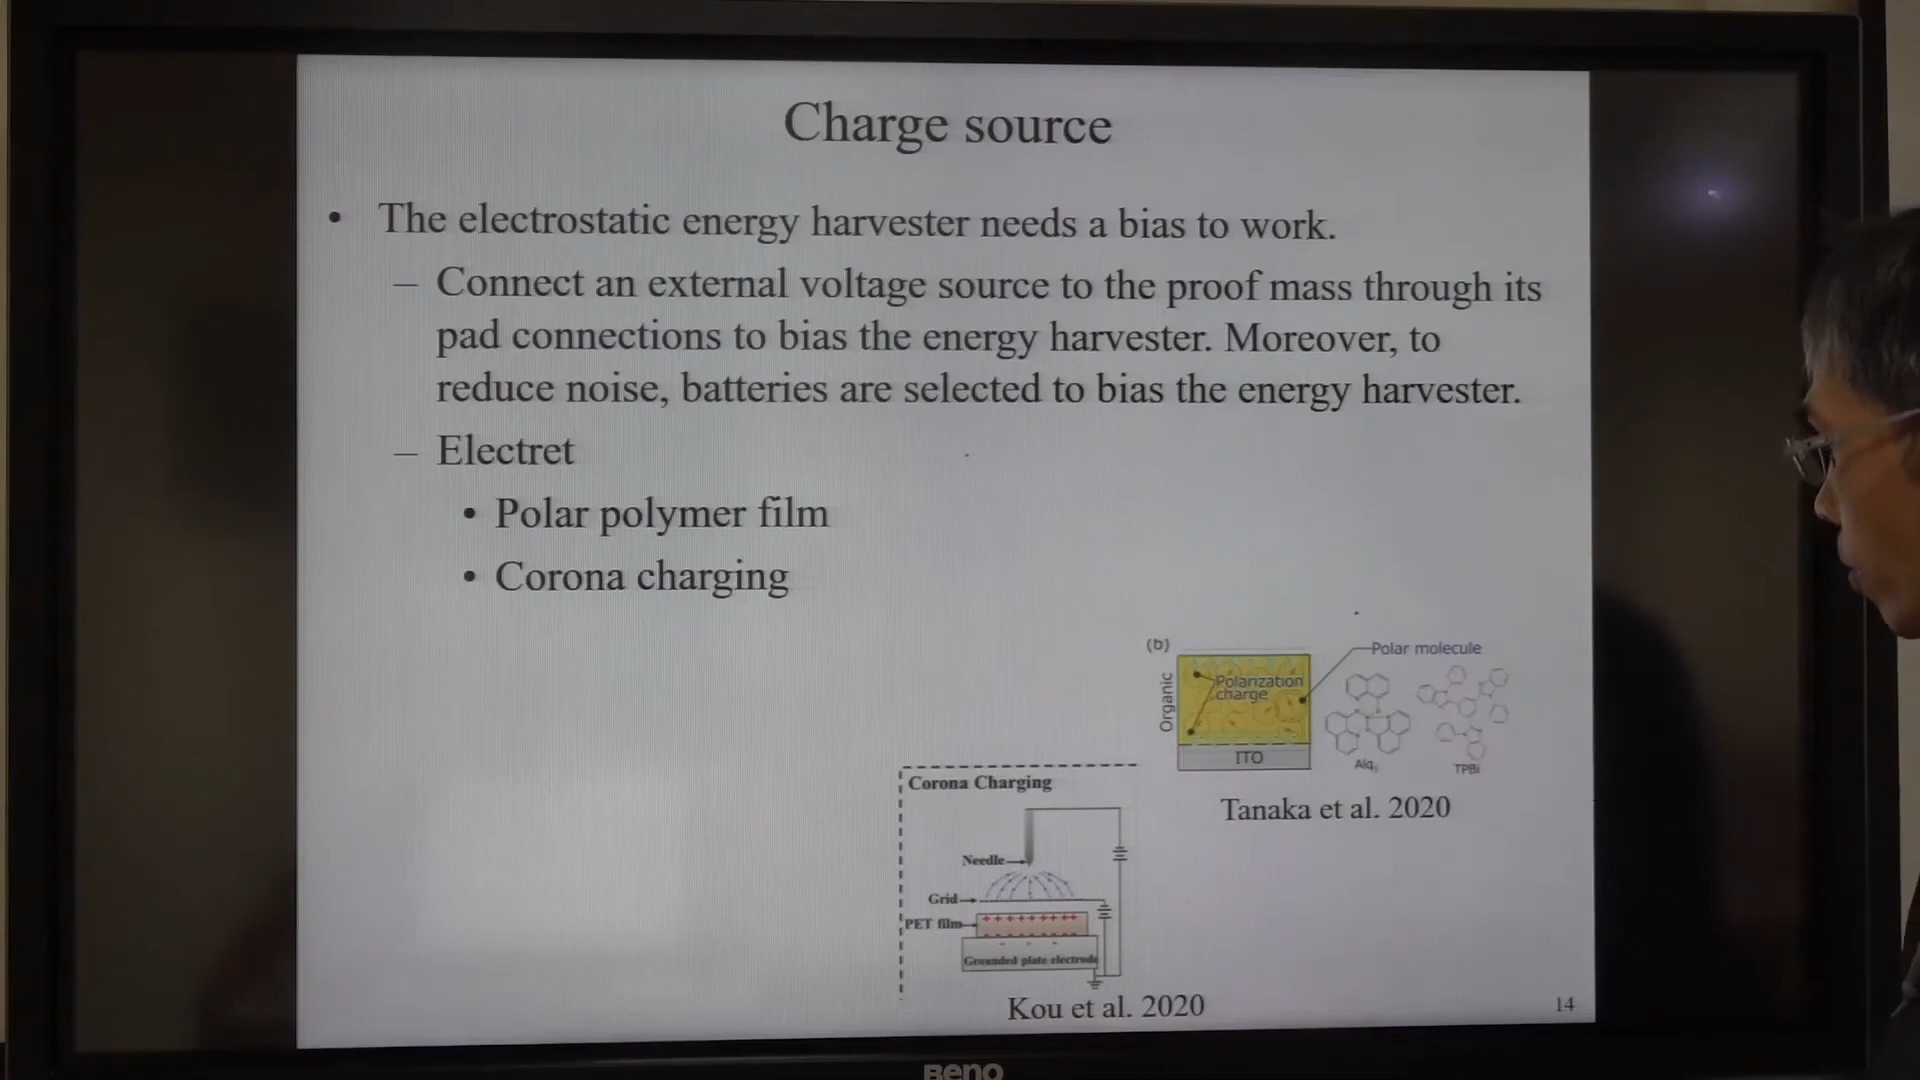 Charge source
• The electrostatic energy harvester needs a bias to work.
– Connect an external voltage source to the proof mass through its
pad connections to bias the energy harvester. Moreover, to
reduce noise, batteries are selected to bias the energy harvester.
– Electret
• Polar polymer film
• Corona charging
(b)
Polar molecule
Organic
Polarization
charge
ITO
Alq₃
TPBi
Tanaka et al. 2020
Corona Charging
Needle
Grid
PET film
Grounded plate electrode
Kou et al. 2020
14
BenQ